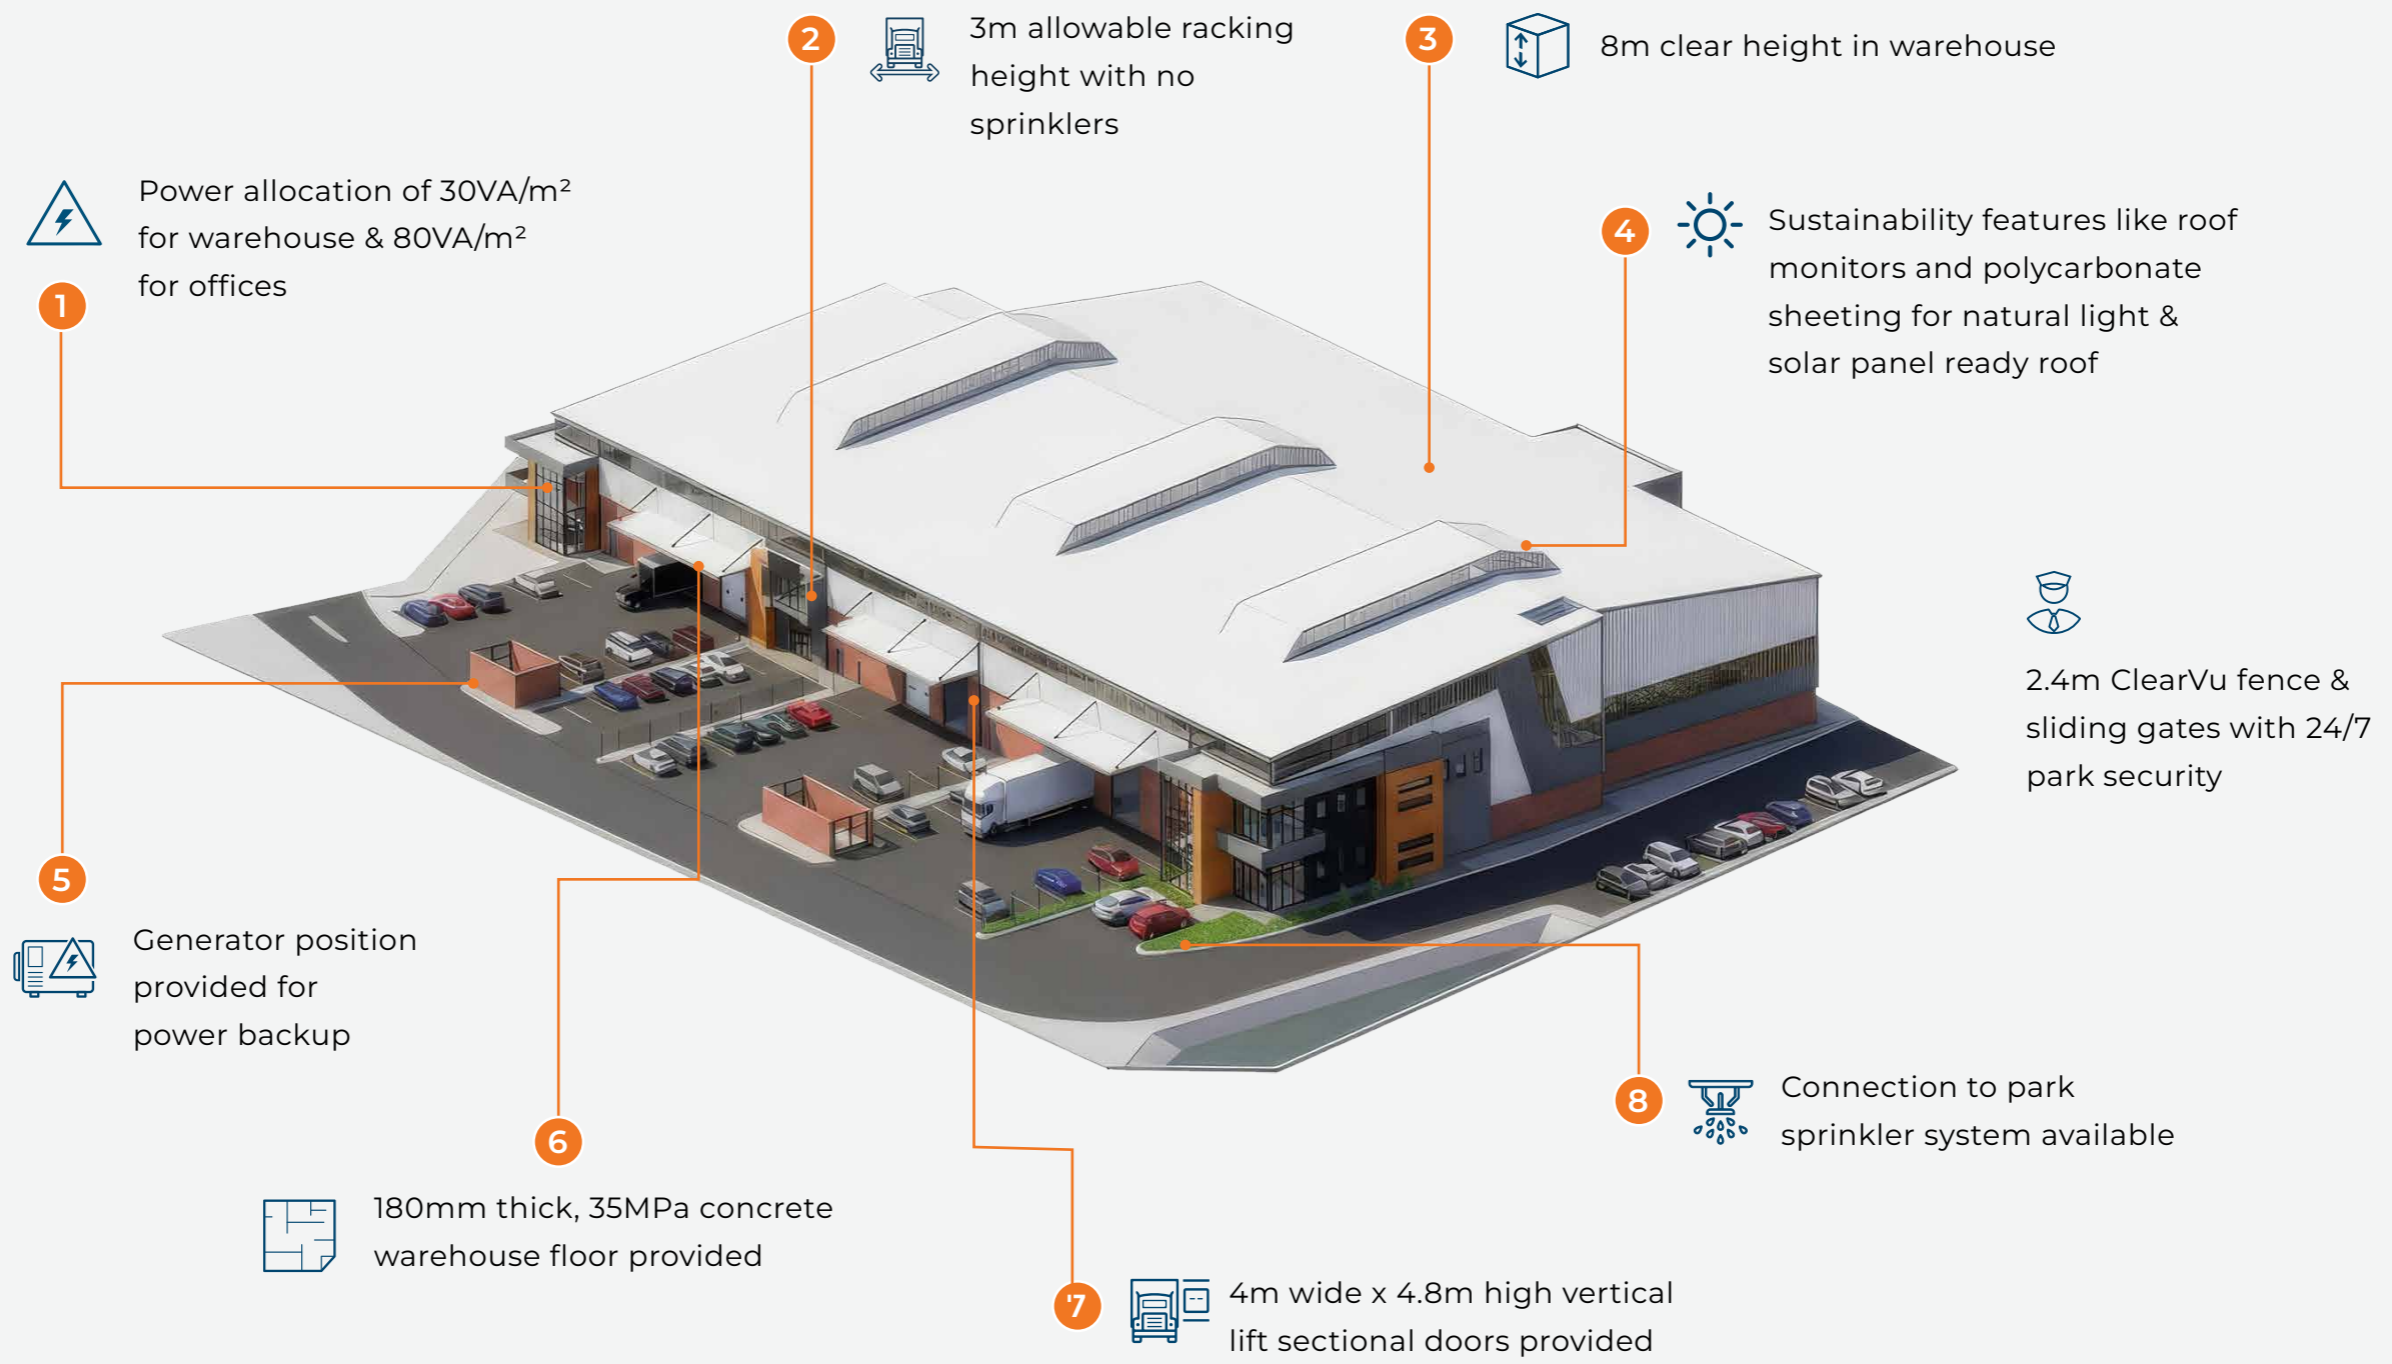 1
Power allocation of 30VA/m²
for warehouse & 80VA/m²
for offices
2
3m allowable racking
height with no
sprinklers
3
8m clear height in warehouse
4
Sustainability features like roof
monitors and polycarbonate
sheeting for natural light &
solar panel ready roof
2.4m ClearVu fence &
sliding gates with 24/7
park security
5
Generator position
provided for
power backup
6
180mm thick, 35MPa concrete
warehouse floor provided
'7
4m wide x 4.8m high vertical
lift sectional doors provided
8
Connection to park
sprinkler system available